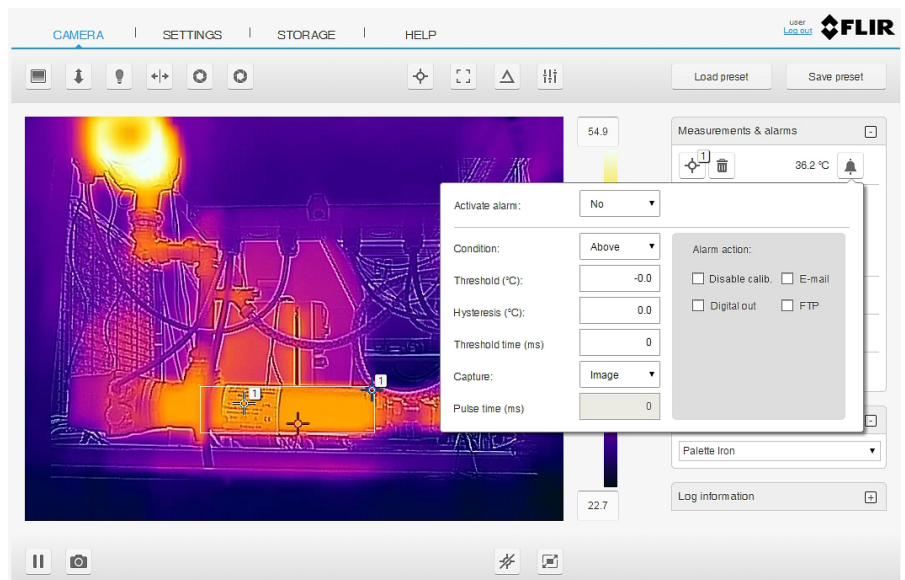 CAMERA
SETTINGS
STORAGE
HELP
user
Log out
FLIR
Load preset
Save preset
54.9
Measurements & alarms
-
1
36.2 °C
Activate alarm:
No
Condition:
Above
Alarm action:
Threshold (°C):
-0.0
Disable calib.
E-mail
Hysteresis (°C):
0.0
Digital out
FTP
Threshold time (ms)
0
Capture:
Image
Pulse time (ms)
0
1
1
-
Palette Iron
22.7
Log information
+